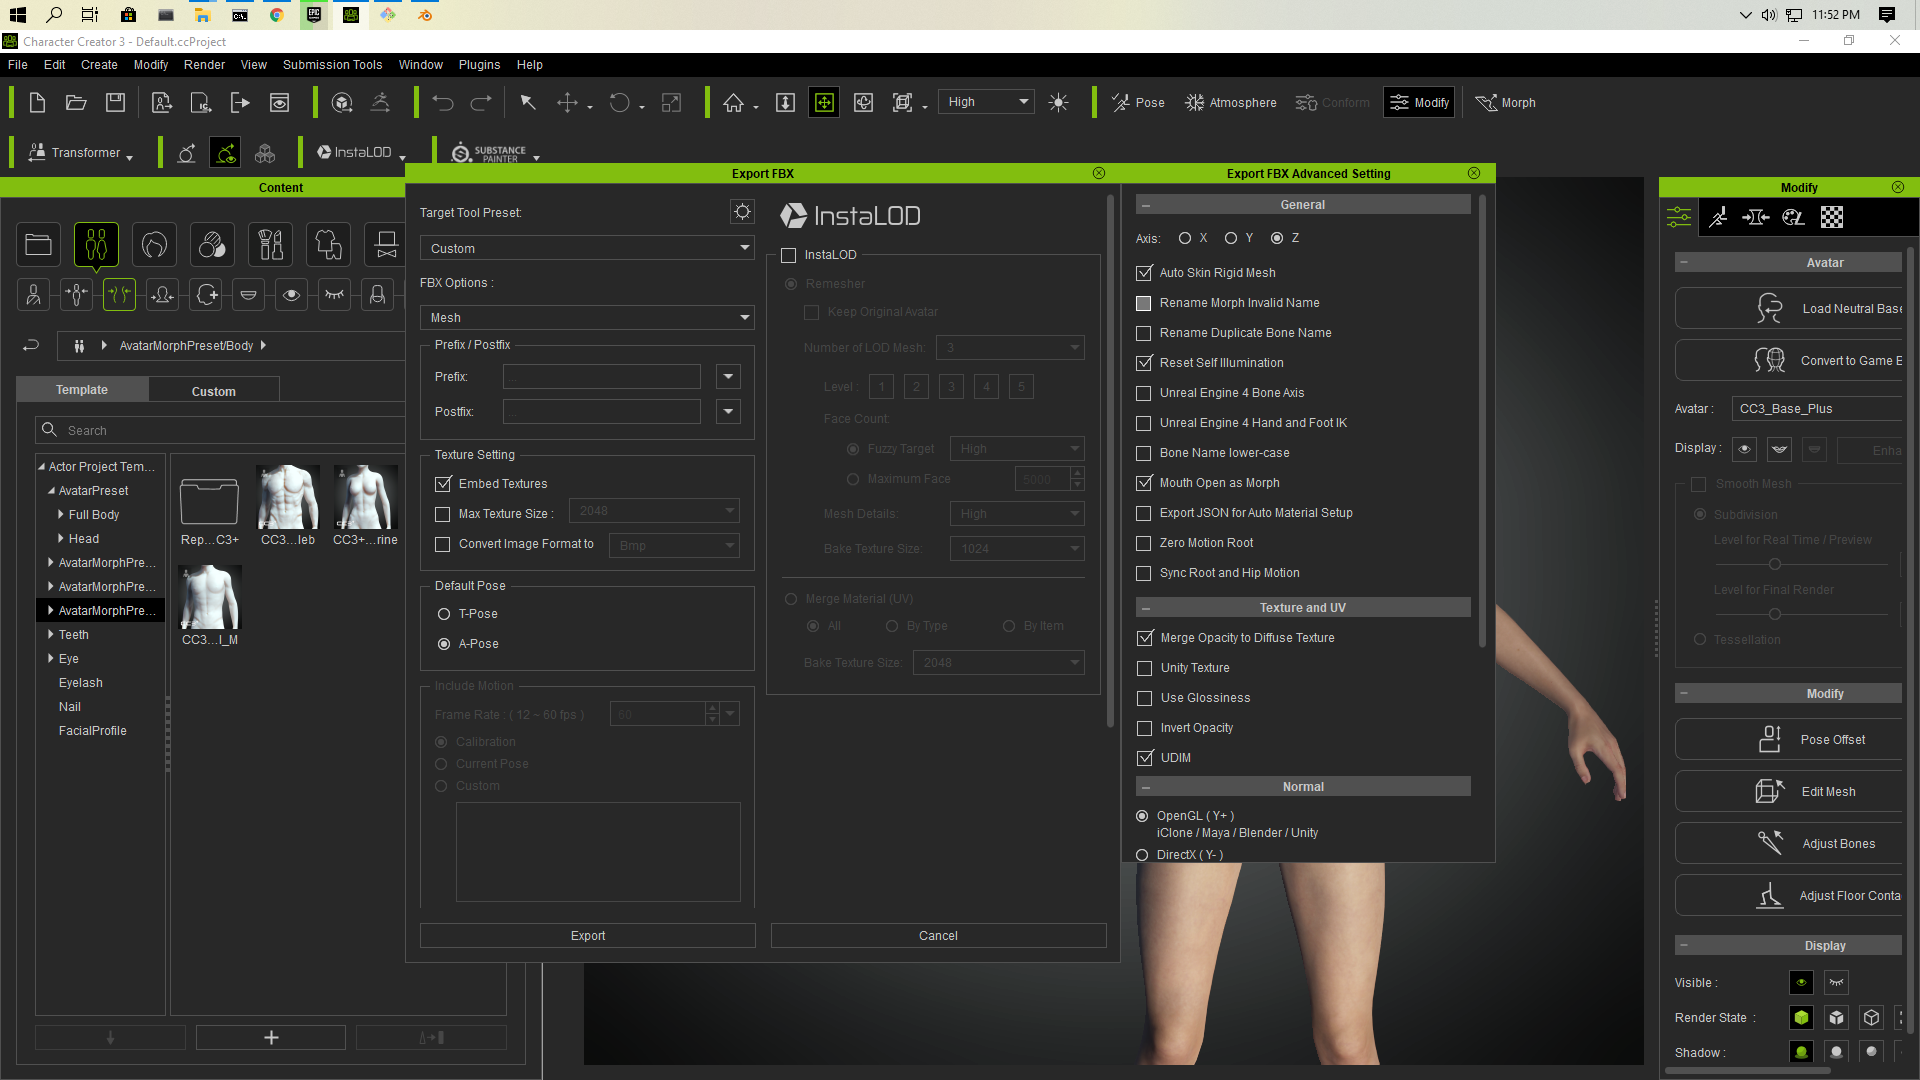 11:52 PM
Character Creator 3 - Default.ccProject
File Edit Create Modify Render View Submission Tools Window Plugins Help
High
Pose
Atmosphere
Conform
Modify
Morph
Transformer
InstaLOD
SUBSTANCE
PAINTER
Content
AvatarMorphPreset/Body
Template
Custom
Search
Actor Project Tem...
AvatarPreset
Full Body
Head
AvatarMorphPre...
AvatarMorphPre...
AvatarMorphPre...
Teeth
Eye
Eyelash
Nail
FacialProfile
Rep...C3+
CC3...leb
CC3+...rine
CC3...l_M
Export FBX
Target Tool Preset:
Custom
FBX Options :
Mesh
Prefix / Postfix
Prefix:
...
Postfix:
...
Texture Setting
Embed Textures
Max Texture Size :
2048
Convert Image Format to
Bmp
Default Pose
T-Pose
A-Pose
Include Motion
Frame Rate : ( 12 ~ 60 fps )
60
Calibration
Current Pose
Custom
Export
Cancel
InstaLOD
InstaLOD
Remesher
Keep Original Avatar
Number of LOD Mesh:
3
Level :
1 2 3 4 5
Face Count:
Fuzzy Target
High
Maximum Face
5000
Mesh Details:
High
Bake Texture Size:
1024
Merge Material (UV)
All
By Type
By Item
Bake Texture Size:
2048
Export FBX Advanced Setting
General
Axis: X Y Z
Auto Skin Rigid Mesh
Rename Morph Invalid Name
Rename Duplicate Bone Name
Reset Self Illumination
Unreal Engine 4 Bone Axis
Unreal Engine 4 Hand and Foot IK
Bone Name lower-case
Mouth Open as Morph
Export JSON for Auto Material Setup
Zero Motion Root
Sync Root and Hip Motion
Texture and UV
Merge Opacity to Diffuse Texture
Unity Texture
Use Glossiness
Invert Opacity
UDIM
Normal
OpenGL ( Y+ )
iClone / Maya / Blender / Unity
DirectX ( Y- )
Modify
Avatar
Load Neutral Base
Convert to Game E
Avatar :
CC3_Base_Plus
Display :
Enha
Smooth Mesh
Subdivision
Level for Real Time / Preview
Level for Final Render
Tessellation
Modify
Pose Offset
Edit Mesh
Adjust Bones
Adjust Floor Conta
Display
Visible :
Render State :
Shadow :